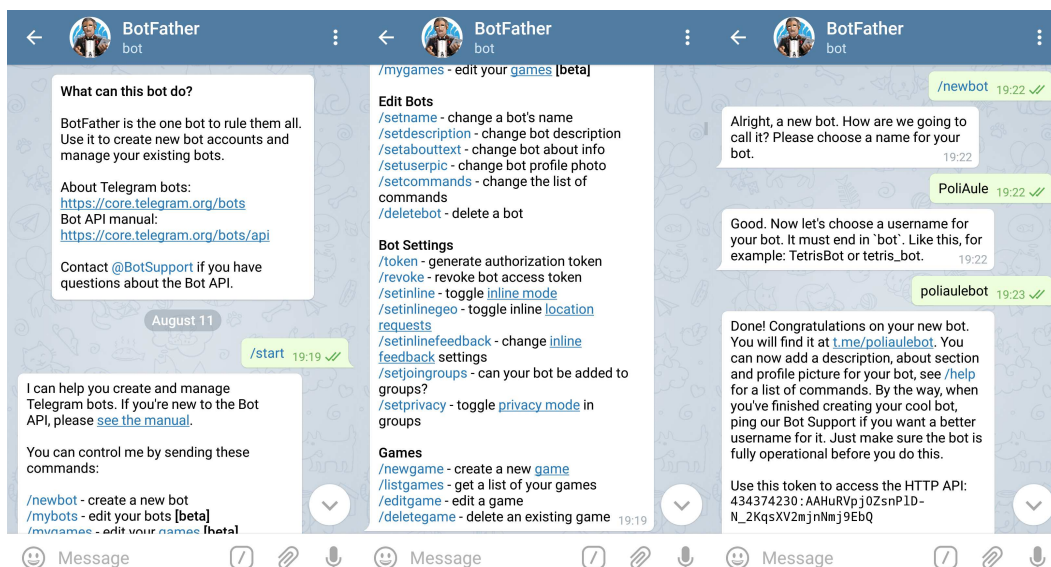 BotFather
bot
What can this bot do?
BotFather is the one bot to rule them all.
Use it to create new bot accounts and
manage your existing bots.
About Telegram bots:
https://core.telegram.org/bots
Bot API manual:
https://core.telegram.org/bots/api
Contact @BotSupport if you have
questions about the Bot API.
August 11
/start 19:19
I can help you create and manage
Telegram bots. If you're new to the Bot
API, please see the manual.
You can control me by sending these
commands:
/newbot - create a new bot
/mybots - edit your bots [beta]
/mygames - edit your games [beta]
Message
BotFather
bot
/mygames - edit your games [beta]
Edit Bots
/setname - change a bot's name
/setdescription - change bot description
/setabouttext - change bot about info
/setuserpic - change bot profile photo
/setcommands - change the list of
commands
/deletebot - delete a bot
Bot Settings
/token - generate authorization token
/revoke - revoke bot access token
/setinline - toggle inline mode
/setinlinegeo - toggle inline location
requests
/setinlinefeedback - change inline
feedback settings
/setjoingroups - can your bot be added to
groups?
/setprivacy - toggle privacy mode in
groups
Games
/newgame - create a new game
/listgames - get a list of your games
/editgame - edit a game
/deletegame - delete an existing game 19:19
Message
BotFather
bot
/newbot 19:22
Alright, a new bot. How are we going to
call it? Please choose a name for your
bot.
19:22
PoliAule 19:22
Good. Now let's choose a username for
your bot. It must end in `bot`. Like this, for
example: TetrisBot or tetris_bot.
19:22
poliaulebot 19:23
Done! Congratulations on your new bot.
You will find it at t.me/poliaulebot. You
can now add a description, about section
and profile picture for your bot, see /help
for a list of commands. By the way, when
you've finished creating your cool bot,
ping our Bot Support if you want a better
username for it. Just make sure the bot is
fully operational before you do this.
Use this token to access the HTTP API:
434374230:AAHuRVpjOZsnPlD-
N_2KqsXV2mjnNmj9EbQ
Message